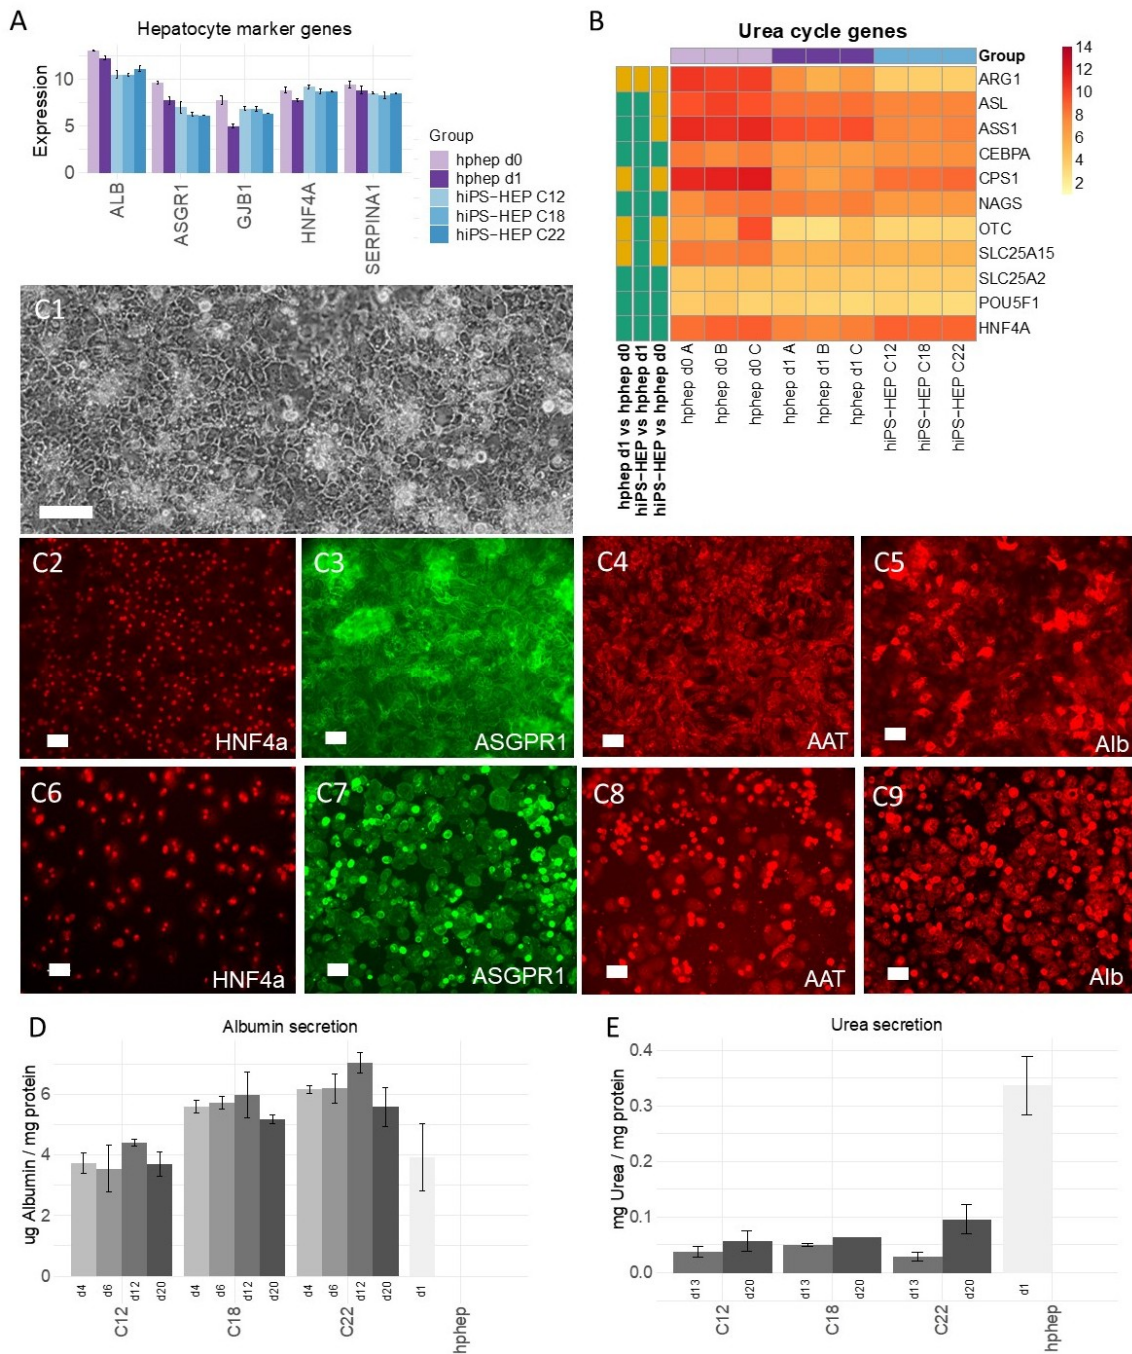 A
Hepatocyte marker genes
Expression
10
5
0
ALB
ASGR1
GJB1
HNF4A
SERPINA1
Group
hphep d0
hphep d1
hiPS-HEP C12
hiPS-HEP C18
hiPS-HEP C22
B
Urea cycle genes
Group
ARG1
ASL
ASS1
CEBPA
CPS1
NAGS
OTC
SLC25A15
SLC25A2
POU5F1
HNF4A
14
12
10
8
6
4
2
hphep d1 vs hphep d0
hiPS-HEP vs hphep d1
hiPS-HEP vs hphep d0
hphep d0 A
hphep d0 B
hphep d0 C
hphep d1 A
hphep d1 B
hphep d1 C
hiPS-HEP C12
hiPS-HEP C18
hiPS-HEP C22
C1
C2
HNF4a
C3
ASGPR1
C4
AAT
C5
Alb
C6
HNF4a
C7
ASGPR1
C8
AAT
C9
Alb
D
Albumin secretion
ug Albumin / mg protein
6
4
2
0
d4
d6
d12
d20
d4
d6
d12
d20
d4
d6
d12
d20
d1
C12
C18
C22
hphep
E
Urea secretion
mg Urea / mg protein
0.4
0.3
0.2
0.1
0.0
d13
d20
d13
d20
d13
d20
d1
C12
C18
C22
hphep